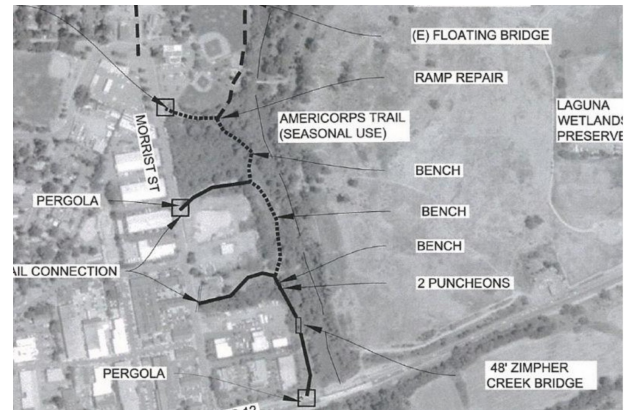 (E) FLOATING BRIDGE
RAMP REPAIR
AMERICORPS TRAIL
(SEASONAL USE)
LAGUNA
WETLANDS
PRESERVE
MORRIST ST
BENCH
PERGOLA
BENCH
BENCH
AIL CONNECTION
2 PUNCHEONS
PERGOLA
48' ZIMPHER
CREEK BRIDGE